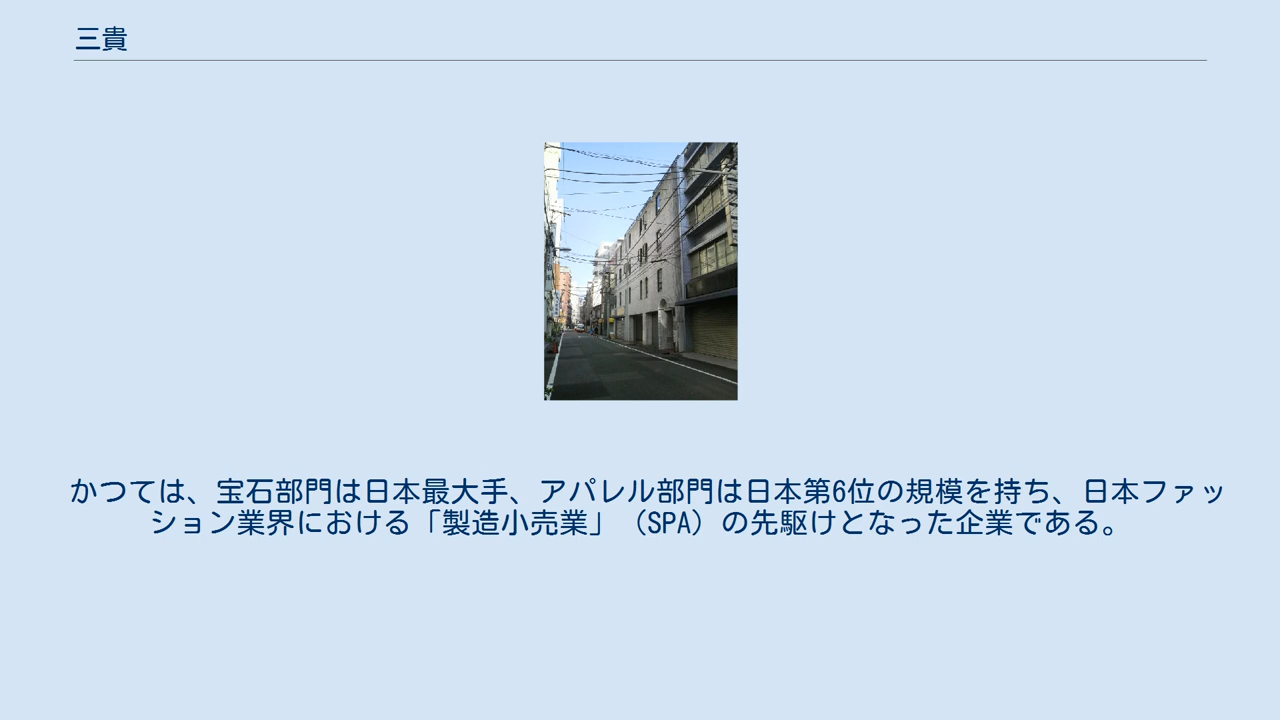 三貴
かつては、宝石部門は日本最大手、アパレル部門は日本第6位の規模を持ち、日本ファッ
ション業界における「製造小売業」（SPA）の先駆けとなった企業である。